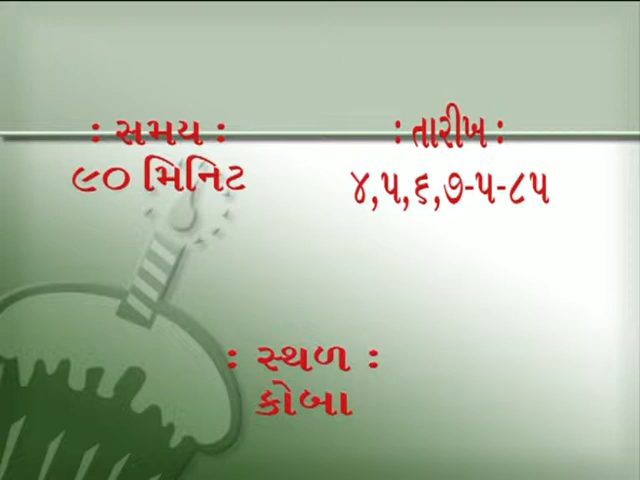 : સમય :
૯૦ મિનિટ
: તારીખ :
૪,૫,૬,૭-૫-૮૫
: સ્થળ :
કોબા